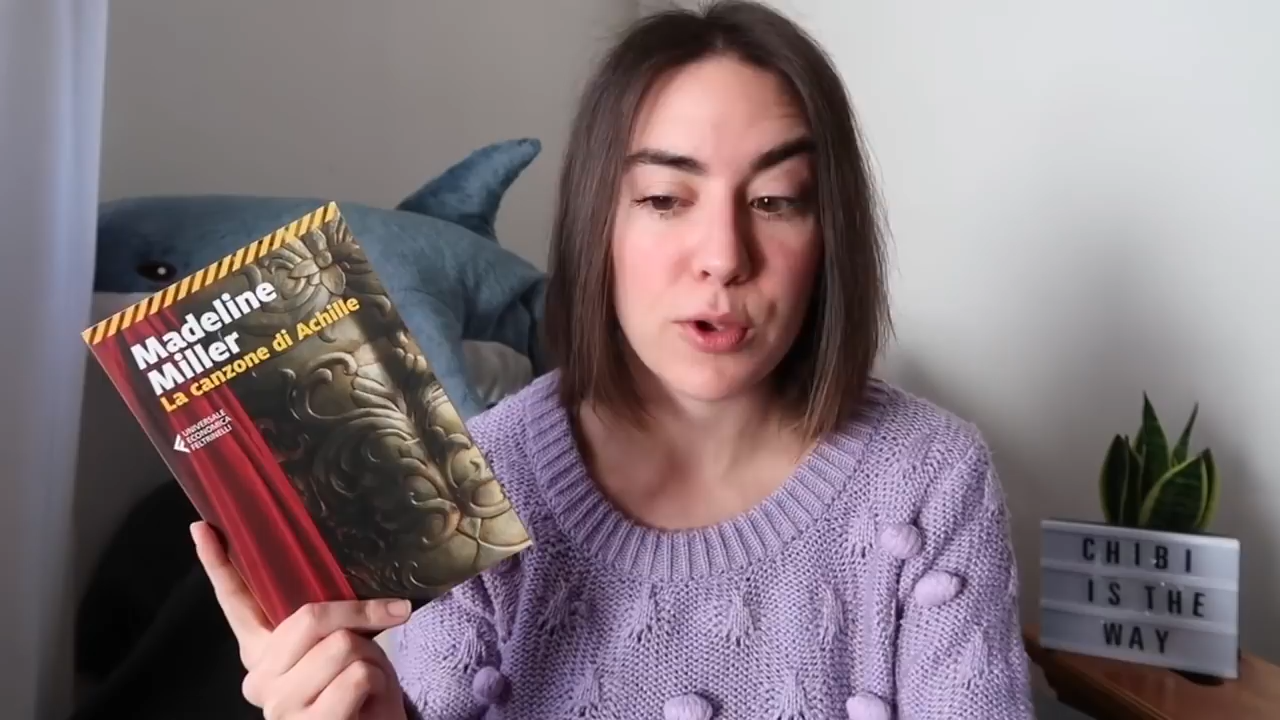 Madeline
Miller
La canzone di Achille
UNIVERSALE
ECONOMICA
FELTRINELLI
CHIBI
IS THE
WAY